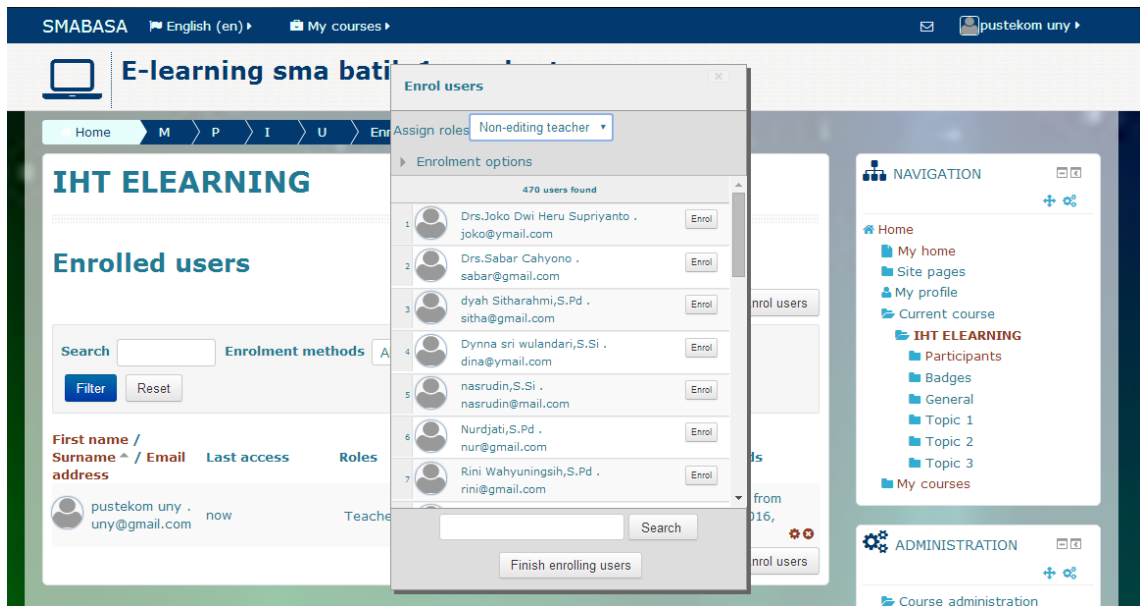 SMABASA English (en) My courses pustekom uny
E-learning sma batik 1
Home M P I U
IHT ELEARNING
Enrolled users
Enrol users
Assign roles Non-editing teacher
Enrolment options
470 users found
1 Drs.Joko Dwi Heru Supriyanto . Enrol
joko@ymail.com
2 Drs.Sabar Cahyono . Enrol
sabar@gmail.com
3 dyah Sitharahmi,S.Pd . Enrol
sitha@gmail.com
4 Dynna sri wulandari,S.Si . Enrol
dina@ymail.com
5 nasrudin,S.Si . Enrol
nasrudin@mail.com
6 Nurdjati,S.Pd . Enrol
nur@gmail.com
7 Rini Wahyuningsih,S.Pd . Enrol
rini@gmail.com
Search
Finish enrolling users
nrol users
Search Enrolment methods A
Filter Reset
First name /
Surname / Email
address
Last access Roles
pustekom uny .
uny@gmail.com
now Teache
from
016,
nrol users
NAVIGATION
Home
My home
Site pages
My profile
Current course
IHT ELEARNING
Participants
Badges
General
Topic 1
Topic 2
Topic 3
My courses
ADMINISTRATION
Course administration